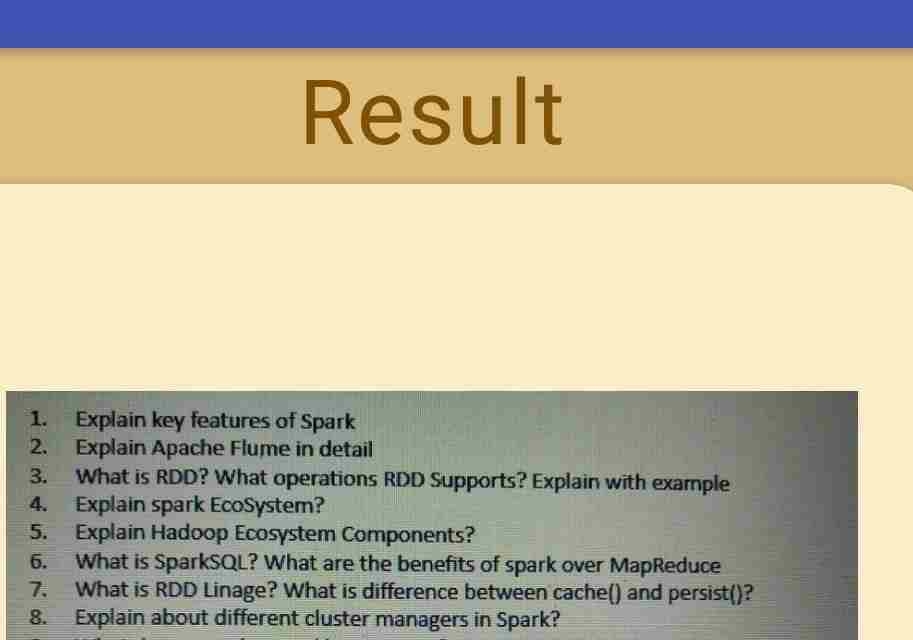 Result
1. Explain key features of Spark
2. Explain Apache Flume in detail
3. What is RDD? What operations RDD Supports? Explain with example
4. Explain spark EcoSystem?
5. Explain Hadoop Ecosystem Components?
6. What is SparkSQL? What are the benefits of spark over MapReduce
7. What is RDD Linage? What is difference between cache() and persist()?
8. Explain about different cluster managers in Spark?